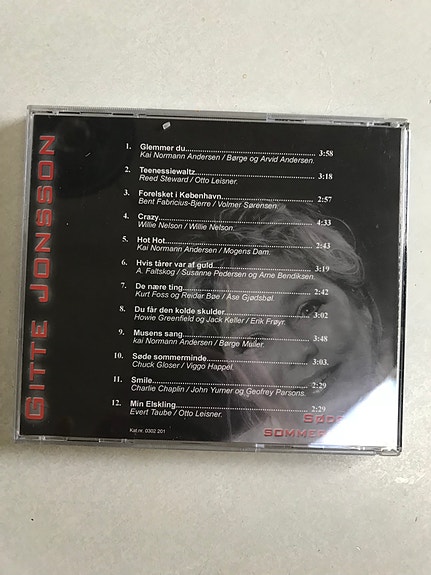 GITTE JONSSON
1. Glemmer du............ 3:58
Kai Normann Andersen / Børge og Arvid Andersen.
2. Teenessiewaltz............ 3:18
Reed Steward / Otto Leisner.
3. Forelsket i København............ 2:57
Bent Fabricius-Bjerre / Volmer Sørensen.
4. Crazy............ 4:33
Willie Nelson / Willie Nelson.
5. Hot Hot............ 2:43
Kai Normann Andersen / Mogens Dam.
6. Hvis tårer var af guld............ 3:19
A. Faltskog / Susanne Pedersen og Arne Bendiksen.
7. De nære ting............ 2:42
Kurt Foss og Reidar Bøe / Åse Gjødsbøl.
8. Du får den kolde skulder............ 3:02
Howie Greenfield og Jack Keller / Erik Frøyr.
9. Musens sang............ 3:48
kai Normann Andersen / Børge Müller.
10. Søde sommerminde............ 3:03
Chuck Gloser / Viggo Happel.
11. Smile............ 2:29
Charlie Chaplin / John Yurner og Geofrey Parsons.
12. Min Elskling............ 2:29
Evert Taube / Otto Leisner.
Kat nr. 0302 201